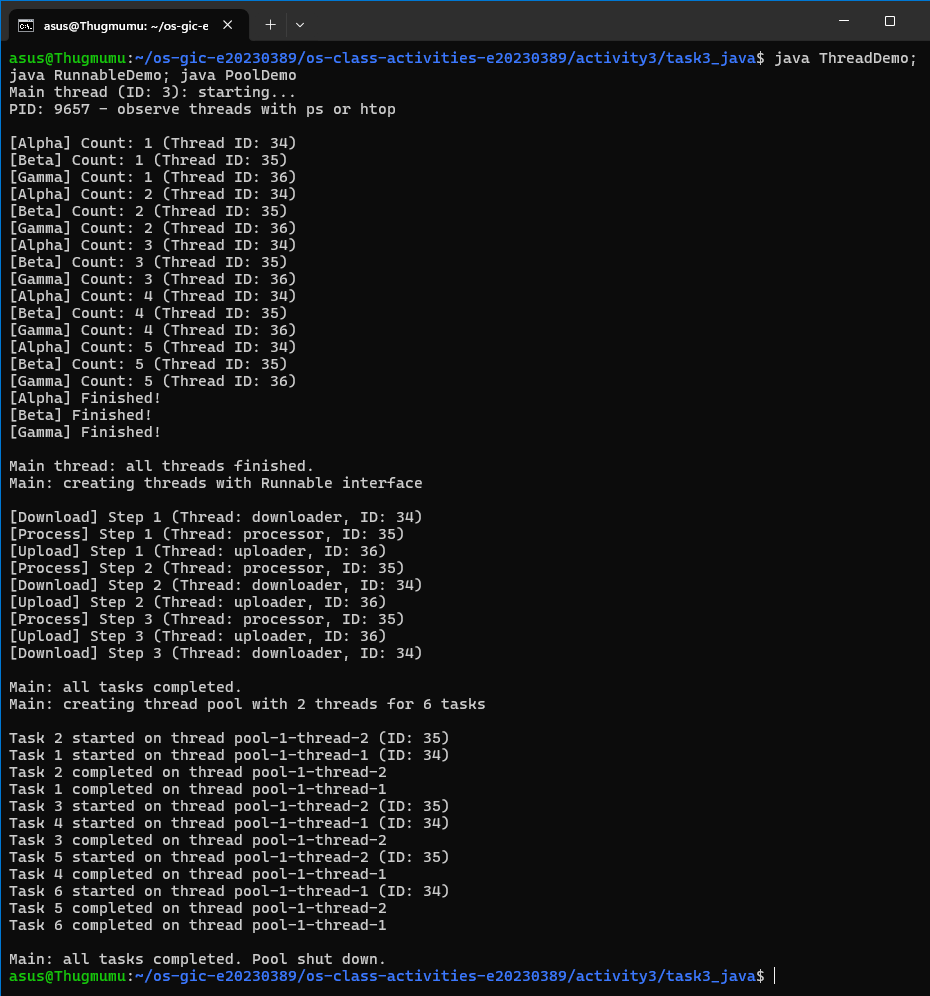 asus@Thugmumu: ~/os-gic-e
asus@Thugmumu:~/os-gic-e20230389/os-class-activities-e20230389/activity3/task3_java$ java ThreadDemo;
java RunnableDemo; java PoolDemo
Main thread (ID: 3): starting...
PID: 9657 - observe threads with ps or htop
[Alpha] Count: 1 (Thread ID: 34)
[Beta] Count: 1 (Thread ID: 35)
[Gamma] Count: 1 (Thread ID: 36)
[Alpha] Count: 2 (Thread ID: 34)
[Beta] Count: 2 (Thread ID: 35)
[Gamma] Count: 2 (Thread ID: 36)
[Alpha] Count: 3 (Thread ID: 34)
[Beta] Count: 3 (Thread ID: 35)
[Gamma] Count: 3 (Thread ID: 36)
[Alpha] Count: 4 (Thread ID: 34)
[Beta] Count: 4 (Thread ID: 35)
[Gamma] Count: 4 (Thread ID: 36)
[Alpha] Count: 5 (Thread ID: 34)
[Beta] Count: 5 (Thread ID: 35)
[Gamma] Count: 5 (Thread ID: 36)
[Alpha] Finished!
[Beta] Finished!
[Gamma] Finished!
Main thread: all threads finished.
Main: creating threads with Runnable interface
[Download] Step 1 (Thread: downloader, ID: 34)
[Process] Step 1 (Thread: processor, ID: 35)
[Upload] Step 1 (Thread: uploader, ID: 36)
[Process] Step 2 (Thread: processor, ID: 35)
[Download] Step 2 (Thread: downloader, ID: 34)
[Upload] Step 2 (Thread: uploader, ID: 36)
[Process] Step 3 (Thread: processor, ID: 35)
[Upload] Step 3 (Thread: uploader, ID: 36)
[Download] Step 3 (Thread: downloader, ID: 34)
Main: all tasks completed.
Main: creating thread pool with 2 threads for 6 tasks
Task 2 started on thread pool-1-thread-2 (ID: 35)
Task 1 started on thread pool-1-thread-1 (ID: 34)
Task 2 completed on thread pool-1-thread-2
Task 1 completed on thread pool-1-thread-1
Task 3 started on thread pool-1-thread-2 (ID: 35)
Task 4 started on thread pool-1-thread-1 (ID: 34)
Task 3 completed on thread pool-1-thread-2
Task 5 started on thread pool-1-thread-2 (ID: 35)
Task 4 completed on thread pool-1-thread-1
Task 6 started on thread pool-1-thread-1 (ID: 34)
Task 5 completed on thread pool-1-thread-2
Task 6 completed on thread pool-1-thread-1
Main: all tasks completed. Pool shut down.
asus@Thugmumu:~/os-gic-e20230389/os-class-activities-e20230389/activity3/task3_java$